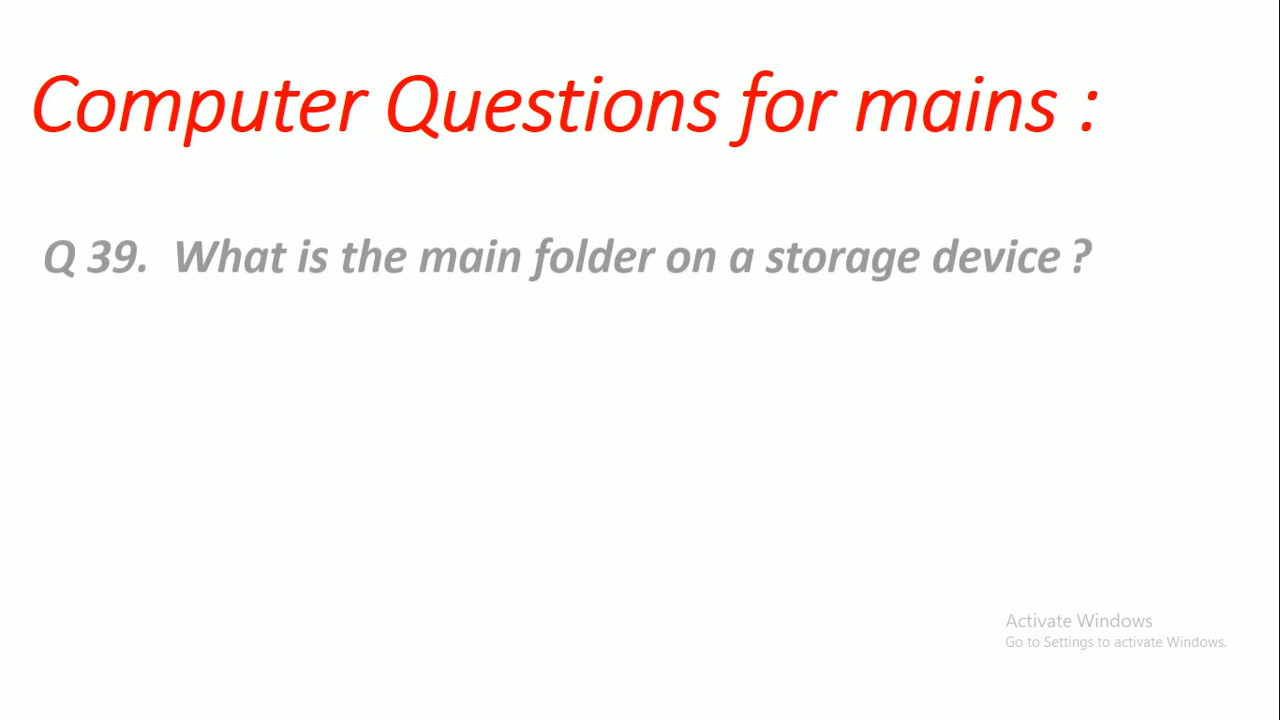 Computer Questions for mains :
Q 39. What is the main folder on a storage device ?
Activate Windows
Go to Settings to activate Windows.